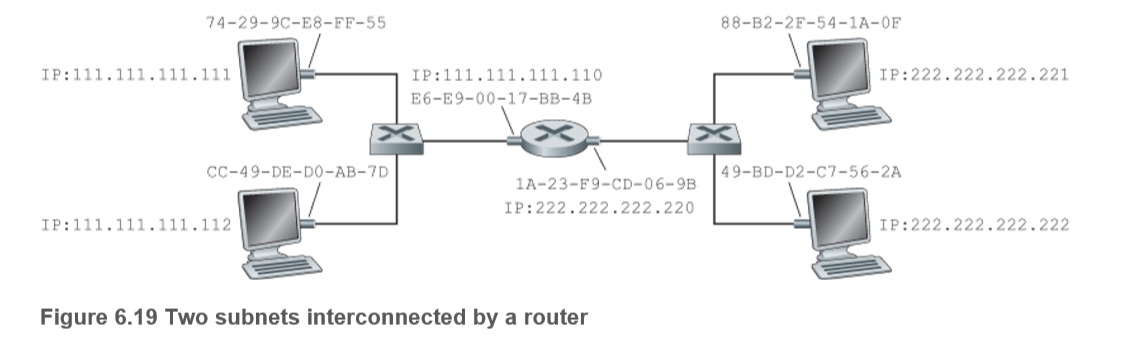 74-29-9C-E8-FF-55
88-B2-2F-54-1A-0F
IP:111.111.111.111
IP:111.111.111.110
IP:222.222.222.221
E6-E9-00-17-BB-4B
CC-49-DE-D0-AB-7D
1A-23-F9-CD-06-9B
49-BD-D2-C7-56-2A
IP:111.111.111.112
IP:222.222.222.220
IP:222.222.222.222
Figure 6.19 Two subnets interconnected by a router